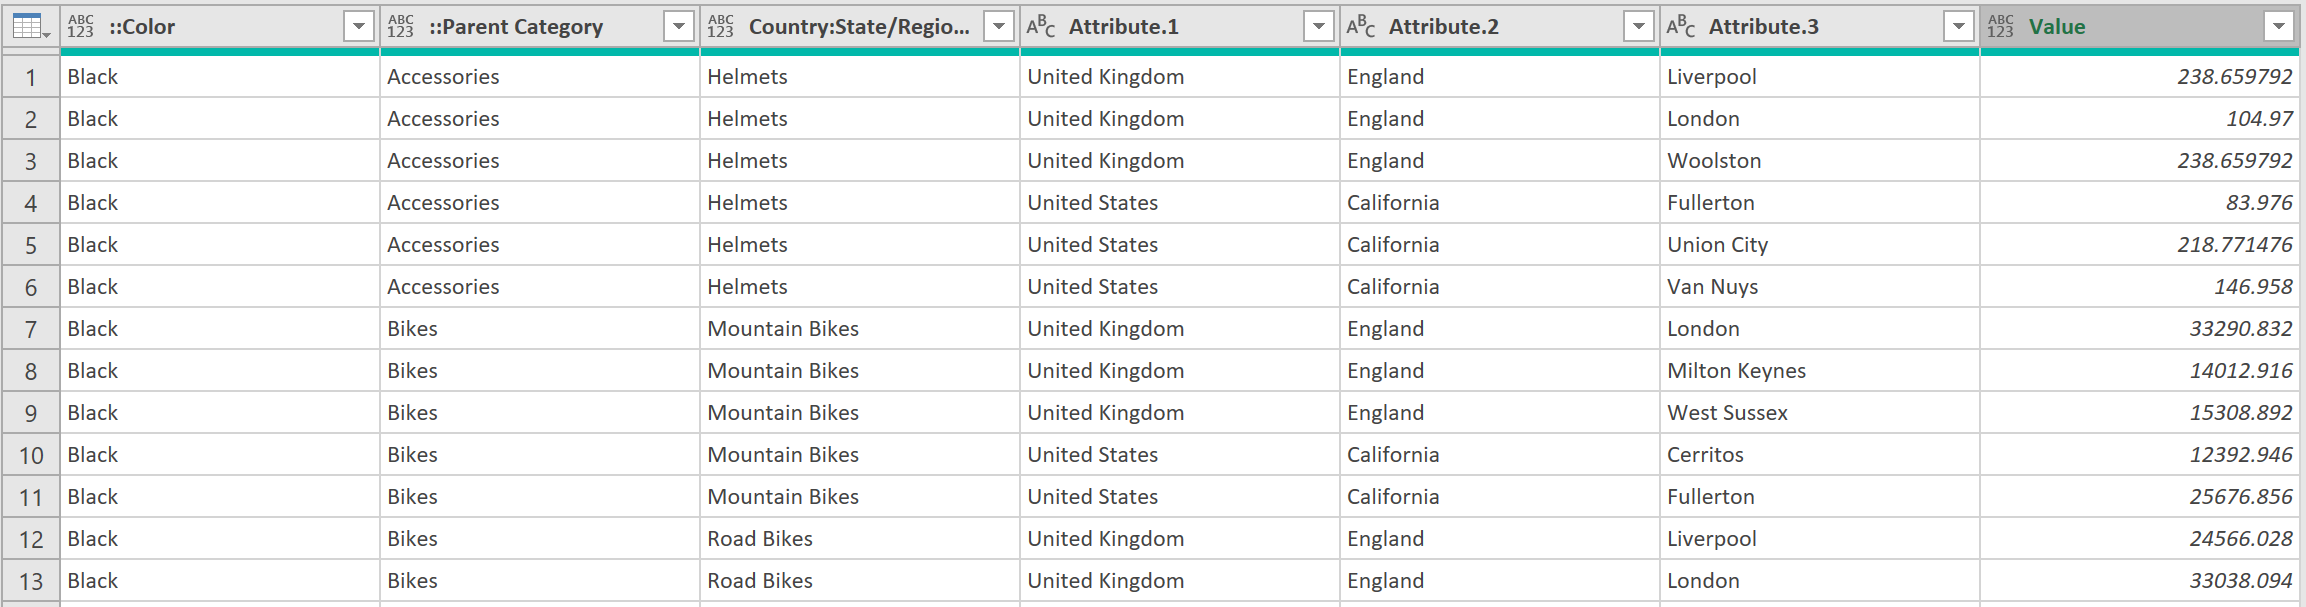 ABC 123 ::Color ABC 123 ::Parent Category ABC 123 Country:State/Regio... ABC Attribute.1 ABC Attribute.2 ABC Attribute.3 ABC 123 Value
1 Black Accessories Helmets United Kingdom England Liverpool 238.659792
2 Black Accessories Helmets United Kingdom England London 104.97
3 Black Accessories Helmets United Kingdom England Woolston 238.659792
4 Black Accessories Helmets United States California Fullerton 83.976
5 Black Accessories Helmets United States California Union City 218.771476
6 Black Accessories Helmets United States California Van Nuys 146.958
7 Black Bikes Mountain Bikes United Kingdom England London 33290.832
8 Black Bikes Mountain Bikes United Kingdom England Milton Keynes 14012.916
9 Black Bikes Mountain Bikes United Kingdom England West Sussex 15308.892
10 Black Bikes Mountain Bikes United States California Cerritos 12392.946
11 Black Bikes Mountain Bikes United States California Fullerton 25676.856
12 Black Bikes Road Bikes United Kingdom England Liverpool 24566.028
13 Black Bikes Road Bikes United Kingdom England London 33038.094